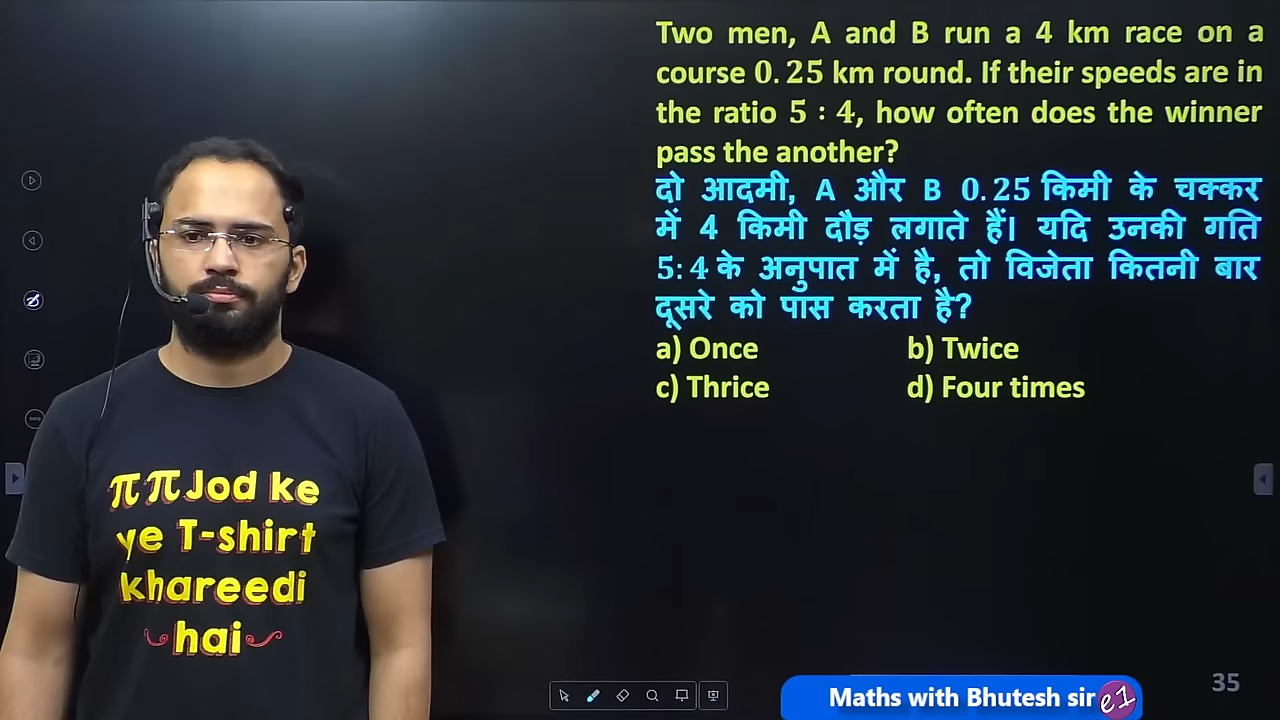 Two men, A and B run a 4 km race on a
course 0.25 km round. If their speeds are in
the ratio 5 : 4, how often does the winner
pass the another?
दो आदमी, A और B 0.25 किमी के चक्कर
में 4 किमी दौड़ लगाते हैं। यदि उनकी गति
5:4 के अनुपात में है, तो विजेता कितनी बार
दूसरे को पास करता है?
a) Once b) Twice
c) Thrice d) Four times
ππ Jod ke
ye T-shirt
khareedi
hai
Maths with Bhutesh sir e1
35